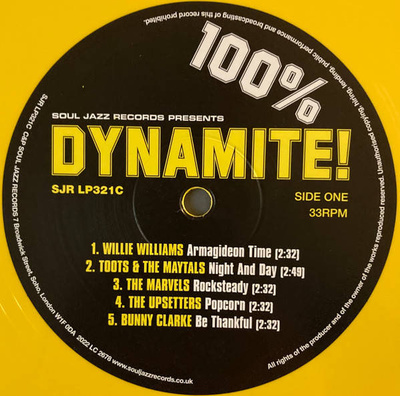 100%
SOUL JAZZ RECORDS PRESENTS
DYNAMITE!
SJR LP321C
SIDE ONE
33RPM
1. WILLIE WILLIAMS Armagideon Time [2:32]
2. TOOTS & THE MAYTALS Night And Day [2:49]
3. THE MARVELS Rocksteady [2:32]
4. THE UPSETTERS Popcorn [2:32]
5. BUNNY CLARKE Be Thankful [2:32]
All rights of the producer and of the owner of the works reproduced reserved. Unauthorised copying, hiring, lending, public performance and broadcasting of this record prohibited.
SJR LP321C C&P SOUL JAZZ RECORDS 7 Broadwick Street, Soho, London W1F 0DA 2022 LC 2678 www.souljazzrecords.co.uk